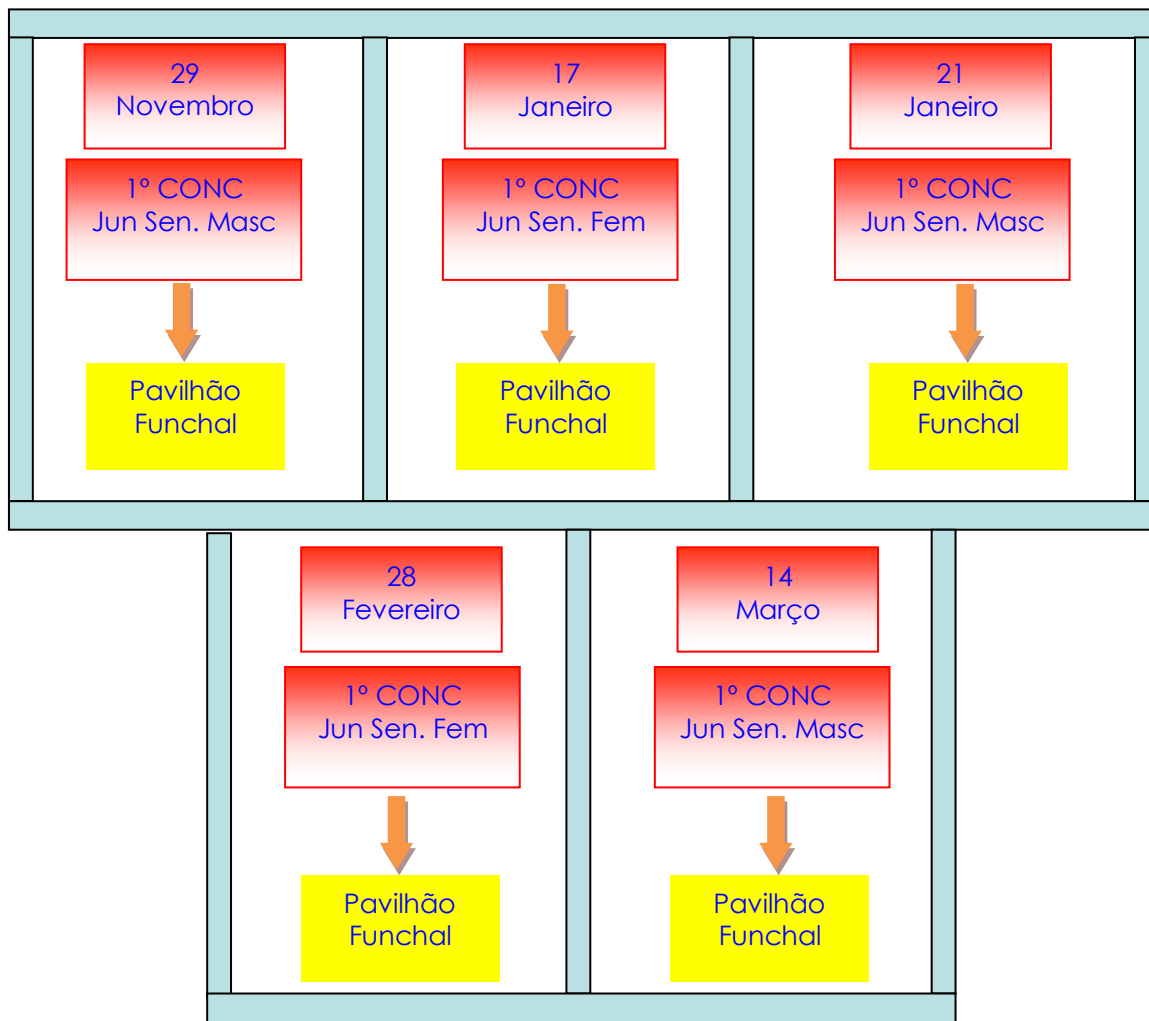 29
Novembro
1º CONC
Jun Sen. Masc
Pavilhão
Funchal
17
Janeiro
1º CONC
Jun Sen. Fem
Pavilhão
Funchal
21
Janeiro
1º CONC
Jun Sen. Masc
Pavilhão
Funchal
28
Fevereiro
1º CONC
Jun Sen. Fem
Pavilhão
Funchal
14
Março
1º CONC
Jun Sen. Masc
Pavilhão
Funchal